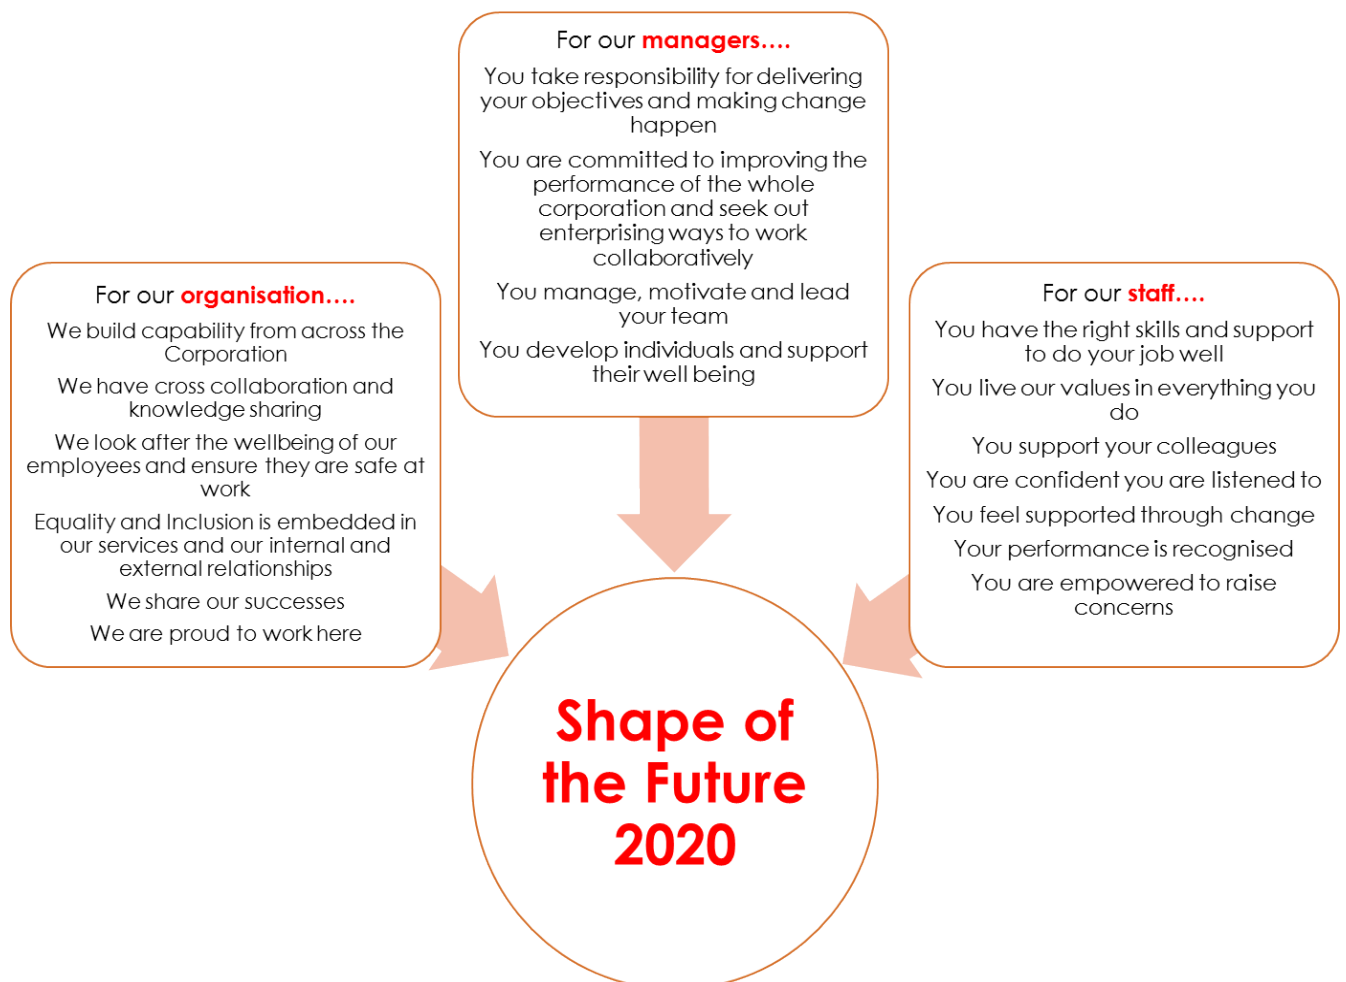 For our managers....
You take responsibility for delivering
your objectives and making change
happen
You are committed to improving the
performance of the whole
corporation and seek out
enterprising ways to work
collaboratively
You manage, motivate and lead
your team
You develop individuals and support
their well being
For our organisation....
We build capability from across the
Corporation
We have cross collaboration and
knowledge sharing
We look after the wellbeing of our
employees and ensure they are safe at
work
Equality and Inclusion is embedded in
our services and our internal and
external relationships
We share our successes
We are proud to work here
For our staff....
You have the right skills and support
to do your job well
You live our values in everything you
do
You support your colleagues
You are confident you are listened to
You feel supported through change
Your performance is recognised
You are empowered to raise
concerns
Shape of
the Future
2020